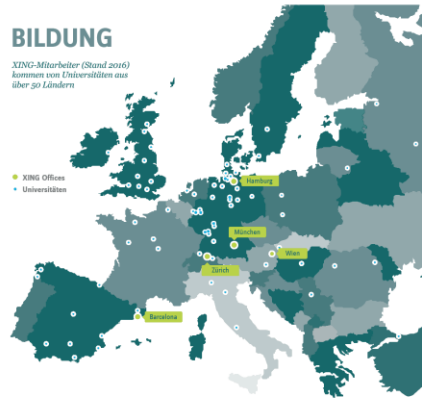 BILDUNG
XING-Mitarbeiter (Stand 2016)
kommen von Universitäten aus
über 50 Ländern
XING Offices
Universitäten
Hamburg
München
Wien
Zürich
Barcelona